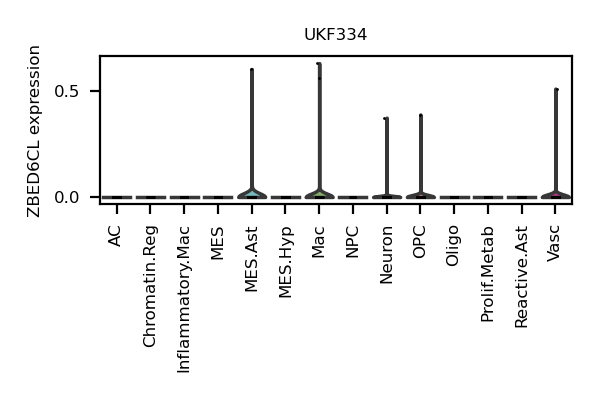 UKF334
ZBED6CL expression
0.5
0.0
AC
Chromatin.Reg
Inflammatory.Mac
MES
MES.Ast
MES.Hyp
Mac
NPC
Neuron
OPC
Oligo
Prolif.Metab
Reactive.Ast
Vasc